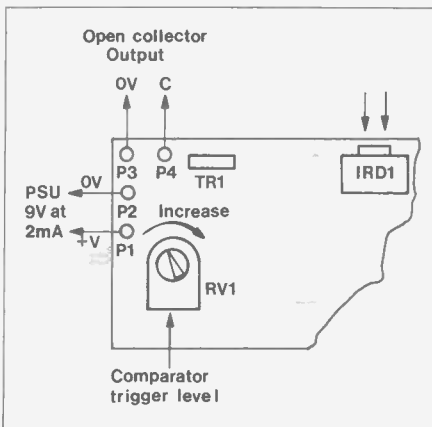 Open collector
Output
0V C
P3 P4 TR1 IRD1
PSU 0V
9V at P2 Increase
2mA +V P1
RV1
Comparator
trigger level